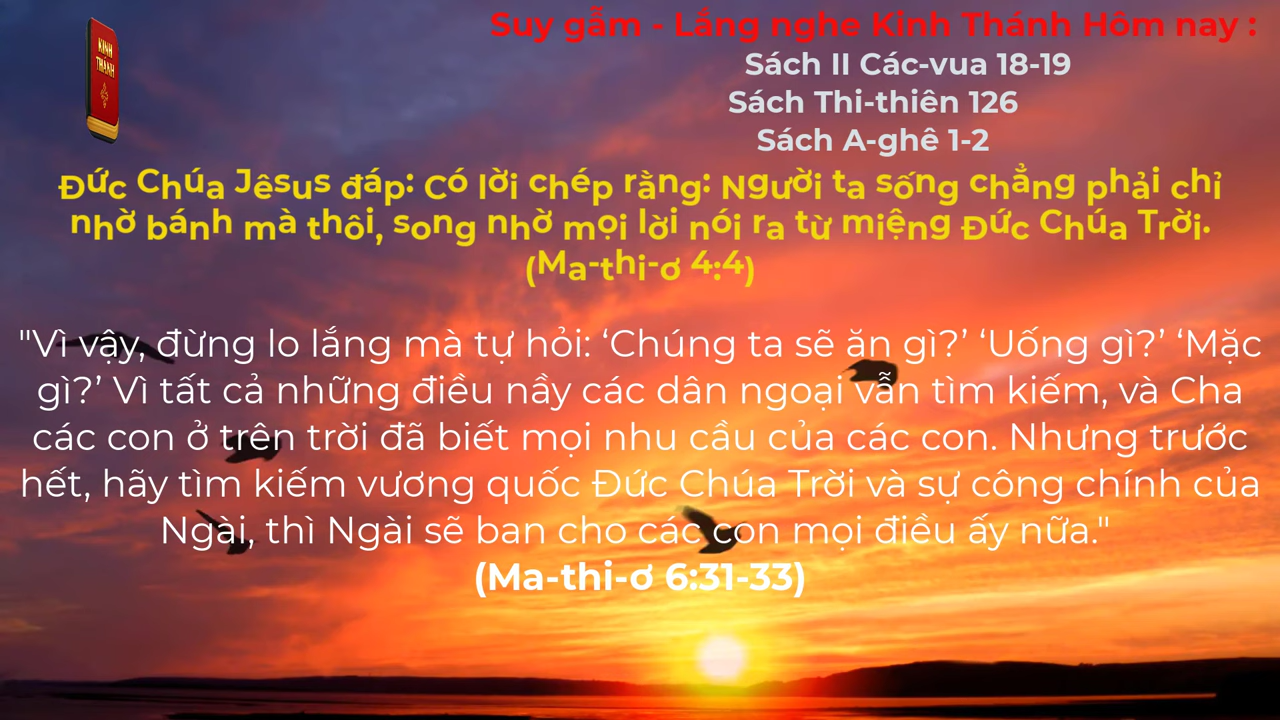 KINH
THÁNH
Suy gẫm - Lắng nghe Kinh Thánh Hôm nay :
Sách II Các-vua 18-19
Sách Thi-thiên 126
Sách A-ghê 1-2
Đức Chúa Jêsus đáp: Có lời chép rằng: Người ta sống chẳng phải chỉ
nhờ bánh mà thôi, song nhờ mọi lời nói ra từ miệng Đức Chúa Trời.
(Ma-thi-ơ 4:4)
"Vì vậy, đừng lo lắng mà tự hỏi: ‘Chúng ta sẽ ăn gì?’ ‘Uống gì?’ ‘Mặc
gì?’ Vì tất cả những điều nầy các dân ngoại vẫn tìm kiếm, và Cha
các con ở trên trời đã biết mọi nhu cầu của các con. Nhưng trước
hết, hãy tìm kiếm vương quốc Đức Chúa Trời và sự công chính của
Ngài, thì Ngài sẽ ban cho các con mọi điều ấy nữa."
(Ma-thi-ơ 6:31-33)